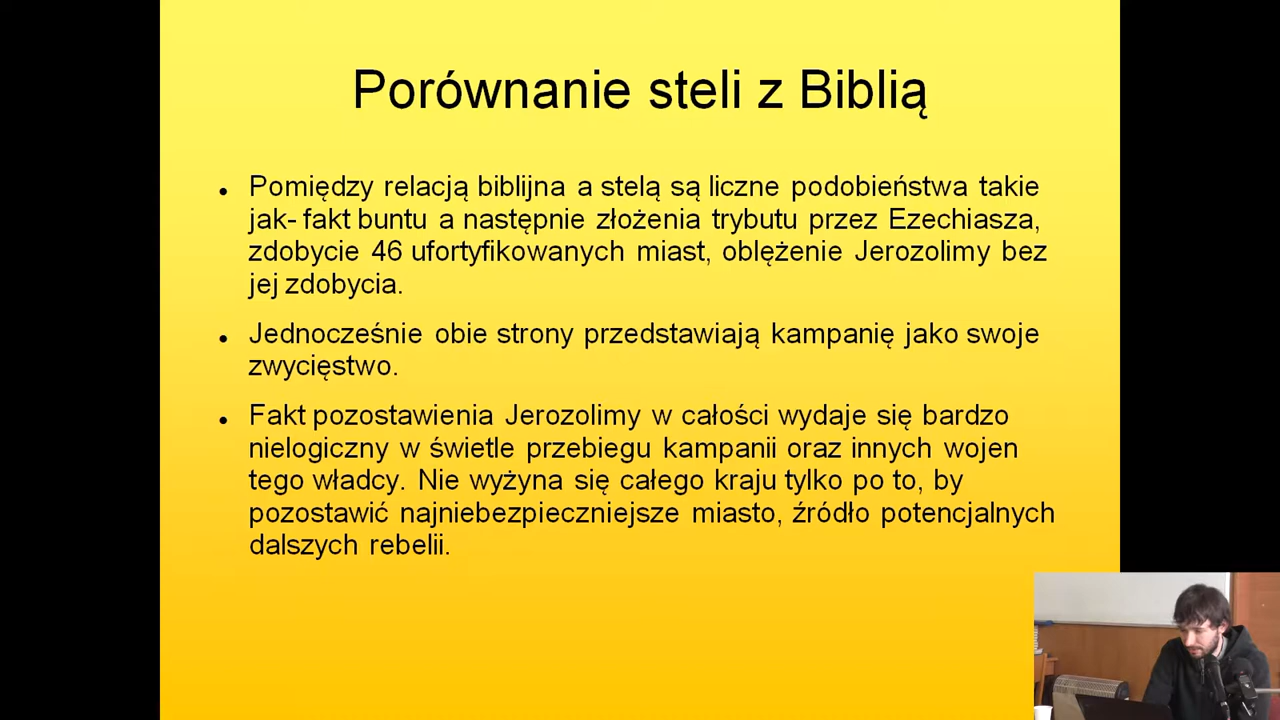 Porównanie steli z Biblią
Pomiędzy relacją biblijna a stelą są liczne podobieństwa takie
jak- fakt buntu a następnie złożenia trybutu przez Ezechiasza,
zdobycie 46 ufortyfikowanych miast, oblężenie Jerozolimy bez
jej zdobycia.
Jednocześnie obie strony przedstawiają kampanię jako swoje
zwycięstwo.
Fakt pozostawienia Jerozolimy w całości wydaje się bardzo
nielogiczny w świetle przebiegu kampanii oraz innych wojen
tego władcy. Nie wyżyna się całego kraju tylko po to, by
pozostawić najniebezpieczniejsze miasto, źródło potencjalnych
dalszych rebelii.